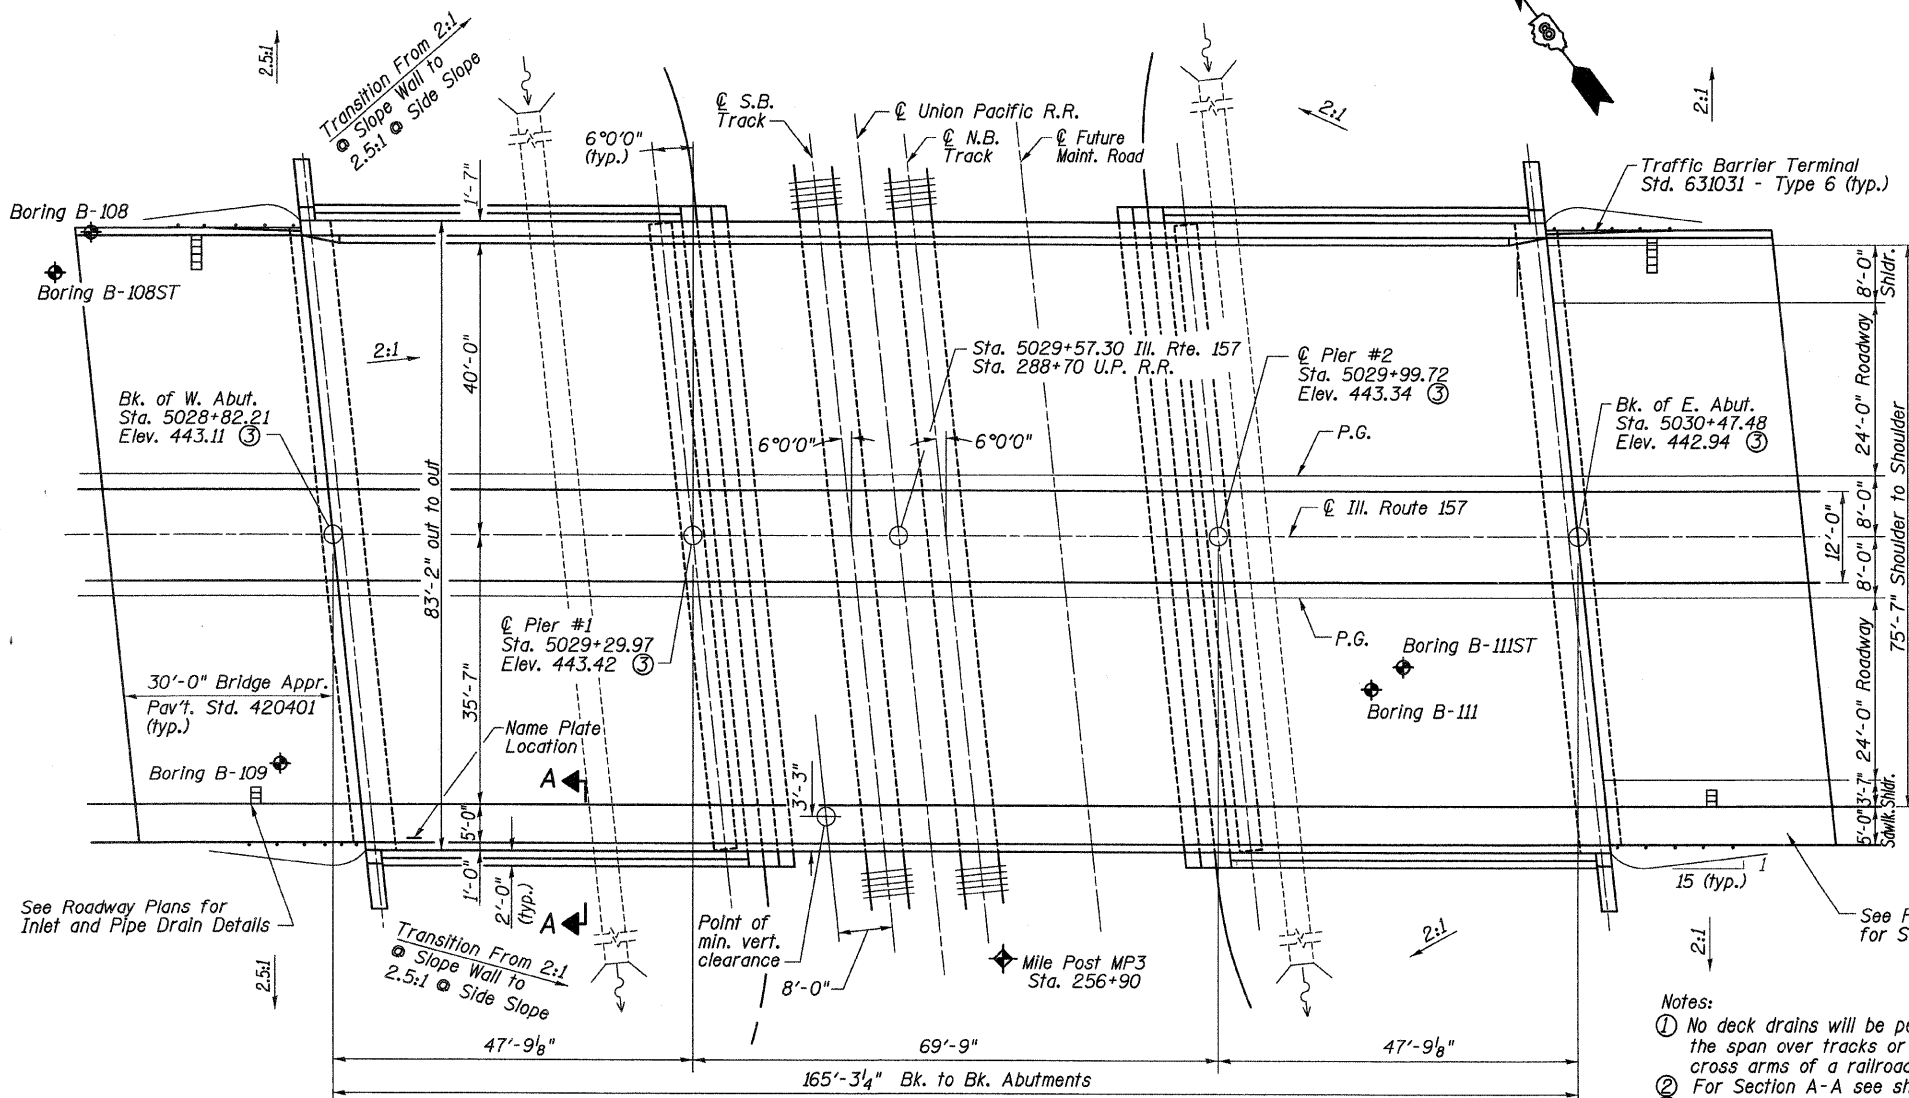 2.5:1
Transition From 2:1
@ Slope Wall to
2.5:1 @ Side Slope
6°0'0"
(typ.)
℄ S.B.
Track
℄ Union Pacific R.R.
℄ N.B.
Track
℄ Future
Maint. Road
2:1
2:1
Traffic Barrier Terminal
Std. 631031 - Type 6 (typ.)
Boring B-108
1'-7"
Boring B-108ST
8'-0"
Shldr.
2:1
40'-0"
Sta. 5029+57.30 Ill. Rte. 157
Sta. 288+70 U.P. R.R.
℄ Pier #2
Sta. 5029+99.72
Elev. 443.34 ③
24'-0" Roadway
Bk. of W. Abut.
Sta. 5028+82.21
Elev. 443.11 ③
Bk. of E. Abut.
Sta. 5030+47.48
Elev. 442.94 ③
6°0'0"
6°0'0"
P.G.
83'-2" out to out
℄ Ill. Route 157
12'-0"
8'-0"
8'-0"
75'-7" Shoulder to Shoulder
℄ Pier #1
Sta. 5029+29.97
Elev. 443.42 ③
P.G.
Boring B-111ST
Boring B-111
30'-0" Bridge Appr.
Pav't. Std. 420401
(typ.)
35'-7"
24'-0" Roadway
Name Plate
Location
Boring B-109
A
3'-3"
3'-7"
Shldr.
5'-0"
5'-0"
Sdwlk.
1'-0"
2'-0"
(typ.)
A
15 (typ.)
1
See Roadway Plans for
Inlet and Pipe Drain Details
Point of
min. vert.
clearance
8'-0"
Mile Post MP3
Sta. 256+90
2:1
2:1
2.5:1
Transition From 2:1
@ Slope Wall to
2.5:1 @ Side Slope
47'-9⅛"
69'-9"
47'-9⅛"
165'-3¼" Bk. to Bk. Abutments
Notes:
① No deck drains will be
the span over tracks or
cross arms of a
② For Section A-A see